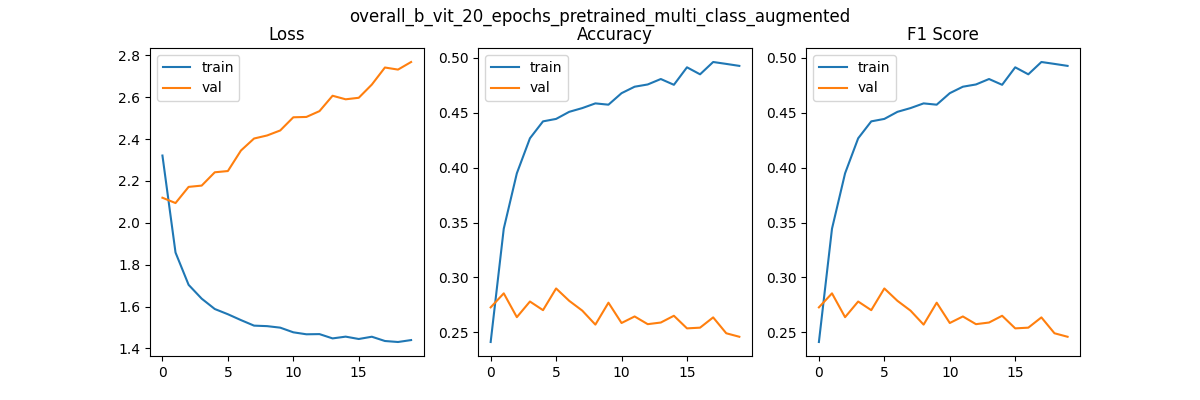 overall_b_vit_20_epochs_pretrained_multi_class_augmented
Loss
train
val
2.8
2.6
2.4
2.2
2.0
1.8
1.6
1.4
0 5 10 15
Accuracy
train
val
0.50
0.45
0.40
0.35
0.30
0.25
0 5 10 15
F1 Score
train
val
0.50
0.45
0.40
0.35
0.30
0.25
0 5 10 15